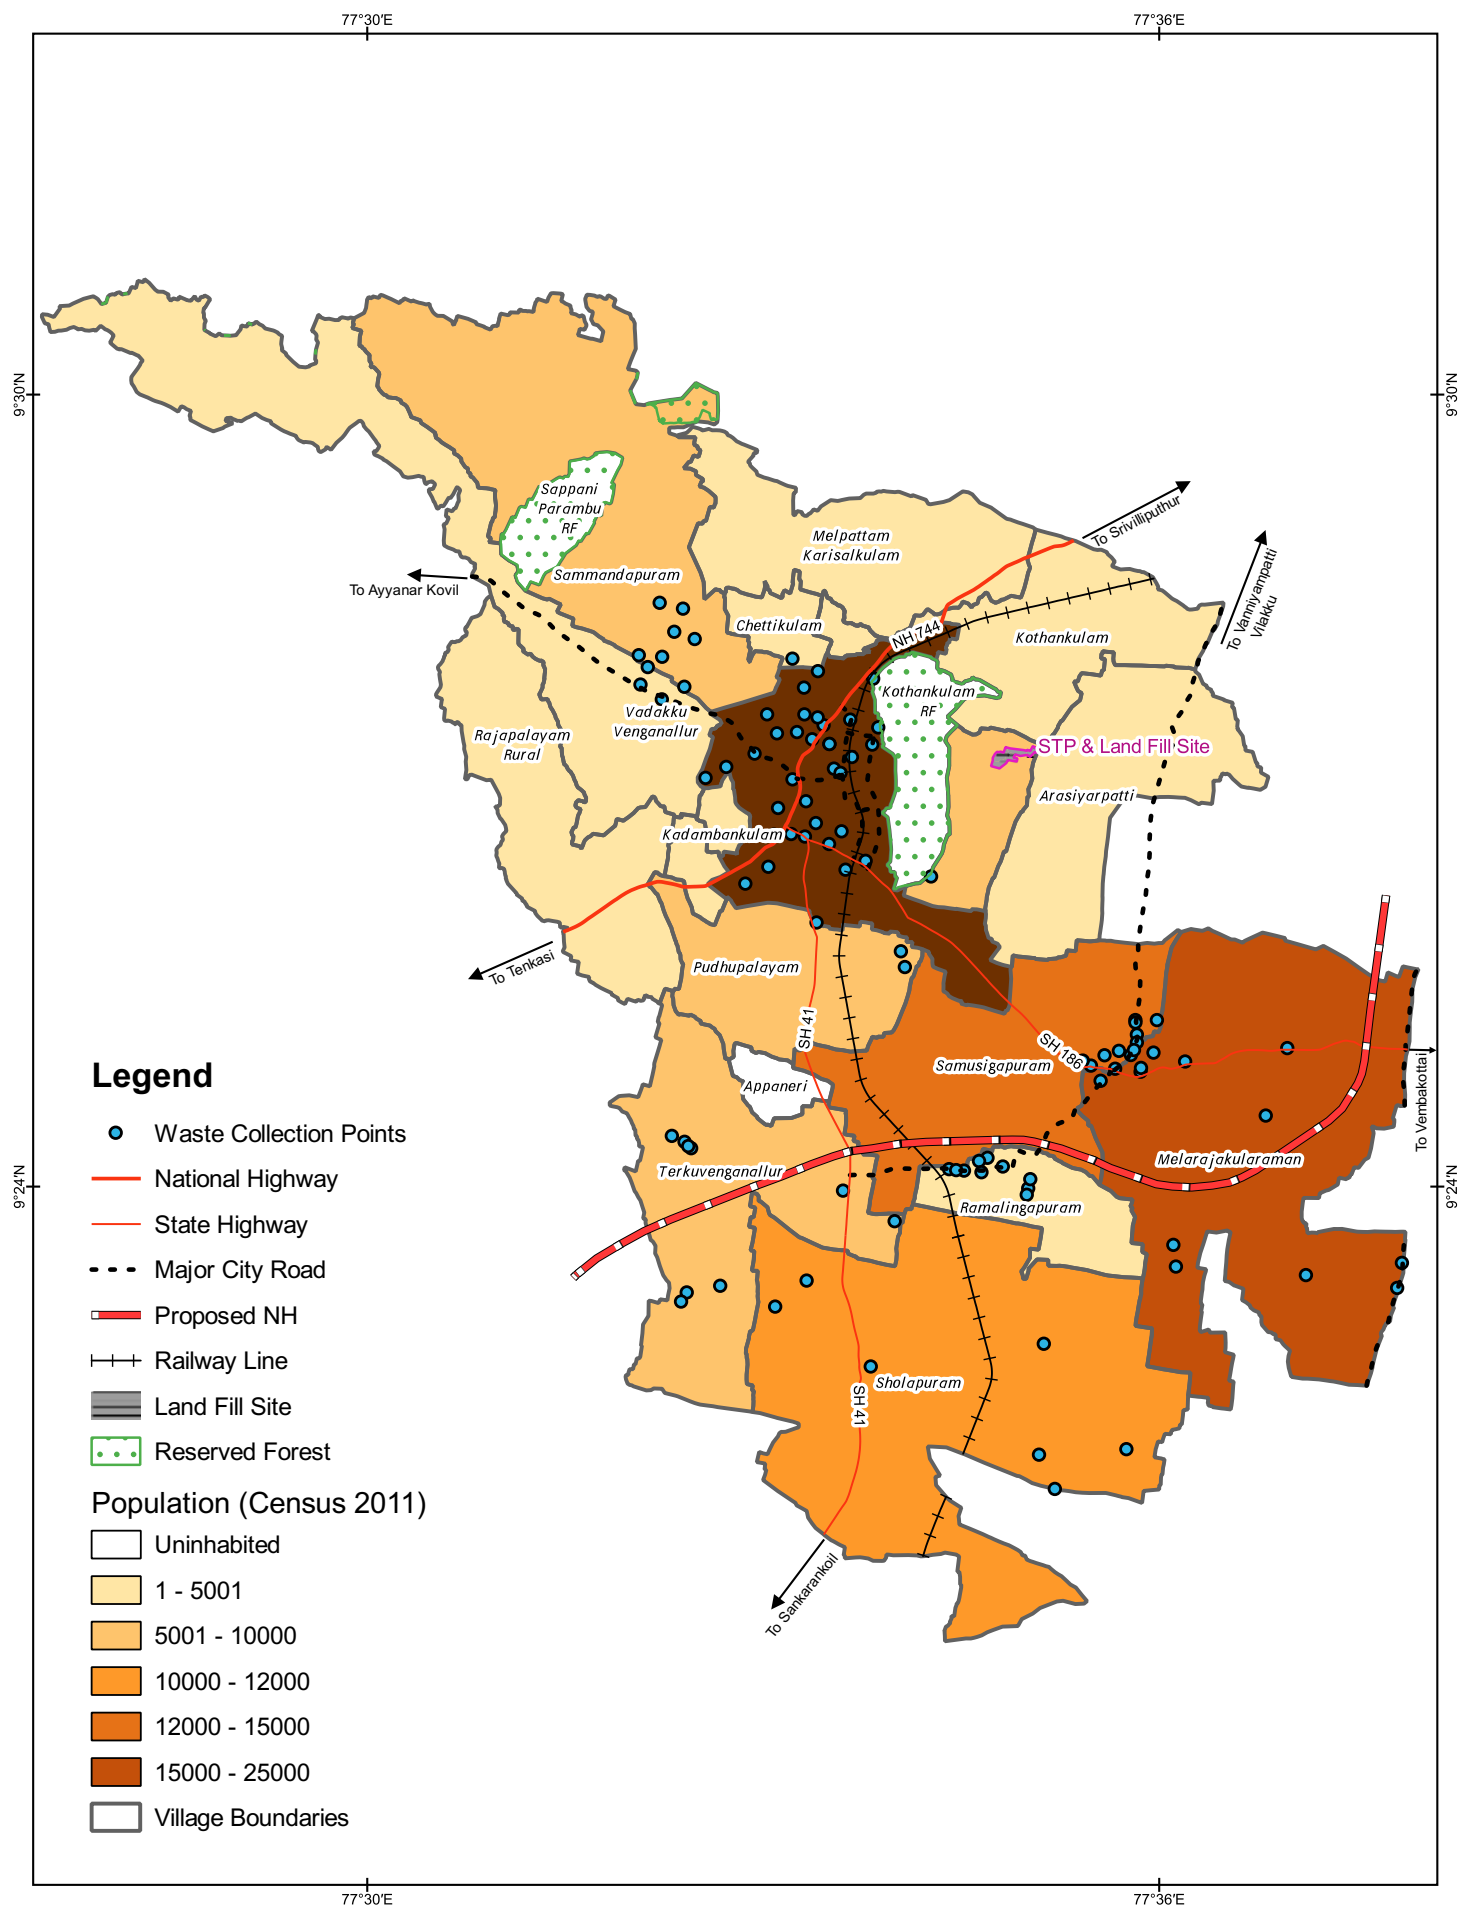 77°30'E
77°36'E
9°30'N
9°30'N
Sappani
Parambu
RF
Melpattam
Karisalkulam
To Srivilliputhur
To Vanniyampatti
Vilakku
Sammandapuram
To Ayyanar Kovil
Chettikulam
NH 744
Kothankulam
Kothankulam
RF
Vadakku
Venganallur
Rajapalayam
Rural
STP & Land Fill Site
Arasiyarpatti
Kadambankulam
To Tenkasi
Pudhupalayam
SH 41
SH 186
Samusigapuram
Appaneri
To Vembakottai
Terkuvenganallur
Melarajakularaman
Ramalingapuram
9°24'N
9°24'N
Sholapuram
SH 41
To Sankarankoil
Legend
Waste Collection Points
National Highway
State Highway
Major City Road
Proposed NH
Railway Line
Land Fill Site
Reserved Forest
Population (Census 2011)
Uninhabited
1 - 5001
5001 - 10000
10000 - 12000
12000 - 15000
15000 - 25000
Village Boundaries
77°30'E
77°36'E